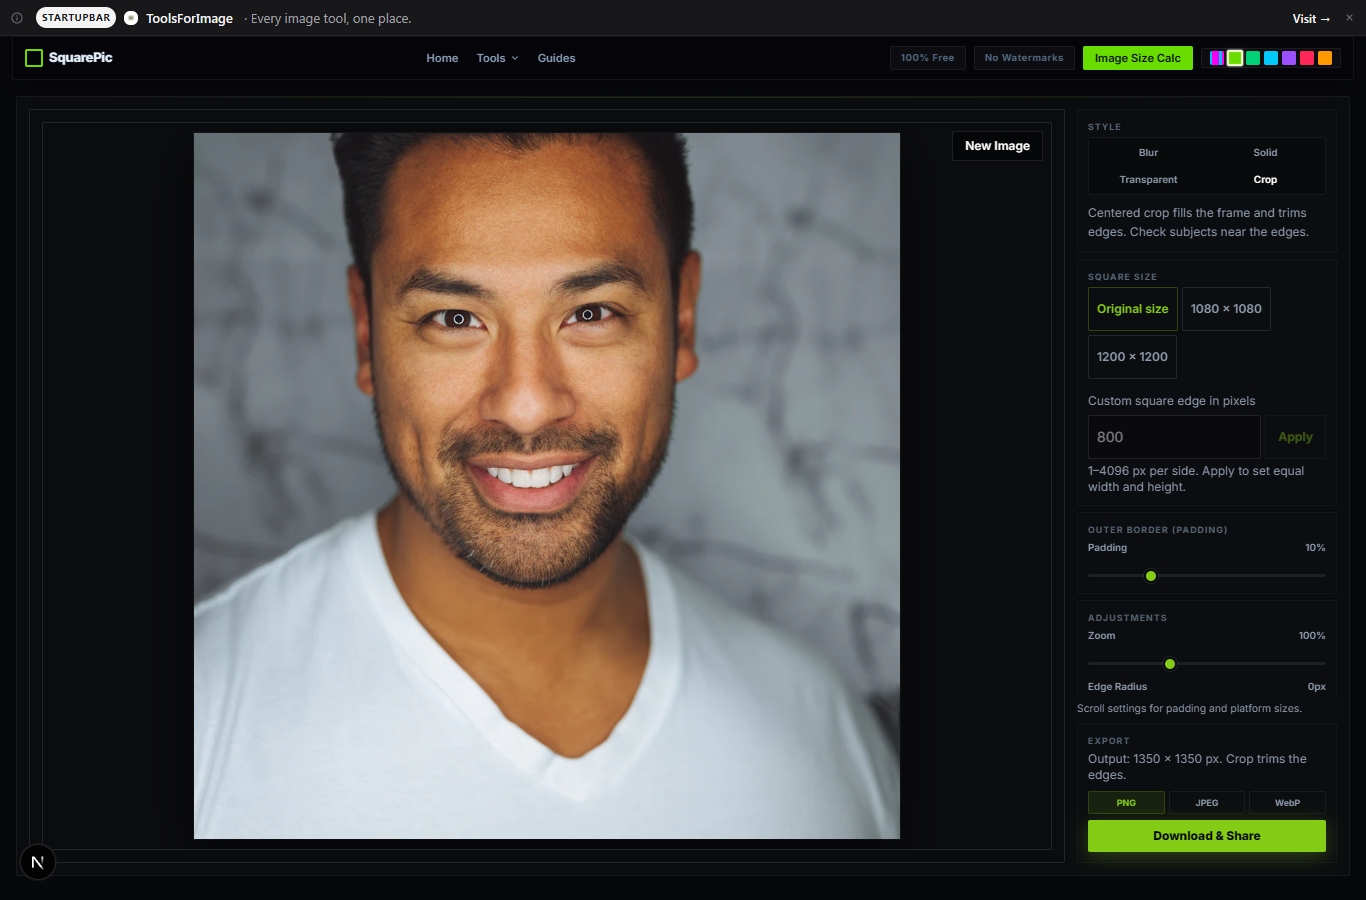 STARTUPBAR ToolsForImage · Every image tool, one place. Visit → ×
SquarePic Home Tools Guides 100% Free No Watermarks Image Size Calc
New Image
STYLE
Blur Solid
Transparent Crop
Centered crop fills the frame and trims
edges. Check subjects near the edges.
SQUARE SIZE
Original size 1080 × 1080
1200 × 1200
Custom square edge in pixels
800 Apply
1–4096 px per side. Apply to set equal
width and height.
OUTER BORDER (PADDING)
Padding 10%
ADJUSTMENTS
Zoom 100%
Edge Radius 0px
Scroll settings for padding and platform sizes.
EXPORT
Output: 1350 × 1350 px. Crop trims the
edges.
PNG JPEG WebP
Download & Share
N